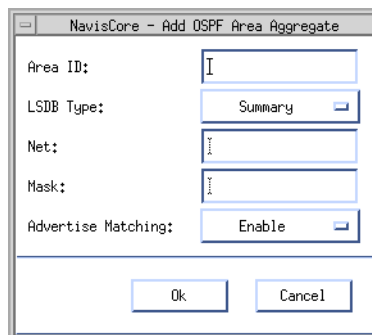 NavisCore - Add OSPF Area Aggregate
Area ID:
LSDB Type: Summary
Net:
Mask:
Advertise Matching: Enable
Ok Cancel